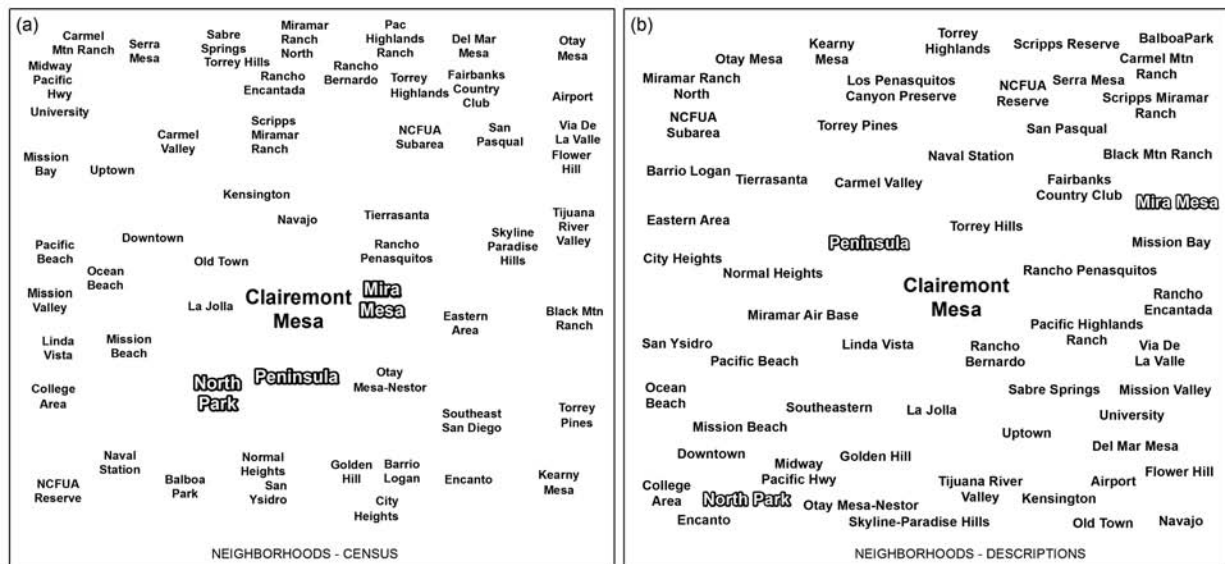 (a)
Carmel
Mtn Ranch
Serra
Mesa
Sabre
Springs
Torrey Hills
Miramar
Ranch
North
Pac
Highlands
Ranch
Del Mar
Mesa
Otay
Mesa
Midway
Pacific
Hwy
Rancho
Encantada
Rancho
Bernardo
Torrey
Highlands
Fairbanks
Country
Club
Airport
University
Carmel
Valley
Scripps
Miramar
Ranch
NCFUA
Subarea
San
Pasqual
Via De
La Valle
Flower
Hill
Mission
Bay
Uptown
Kensington
Navajo
Tierrasanta
Tijuana
River
Valley
Pacific
Beach
Downtown
Old Town
Rancho
Penasquitos
Skyline
Paradise
Hills
Ocean
Beach
Mission
Valley
La Jolla
Clairemont
Mesa
Mira
Mesa
Eastern
Area
Black Mtn
Ranch
Linda
Vista
Mission
Beach
College
Area
North
Park
Peninsula
Otay
Mesa-Nestor
Southeast
San Diego
Torrey
Pines
NCFUA
Reserve
Naval
Station
Balboa
Park
Normal
Heights
San
Ysidro
Golden
Hill
Barrio
Logan
City
Heights
Encanto
Kearny
Mesa
NEIGHBORHOODS - CENSUS
(b)
Otay Mesa
Kearny
Mesa
Torrey
Highlands
Scripps Reserve
BalboaPark
Carmel Mtn
Ranch
Miramar Ranch
North
Los Penasquitos
Canyon Preserve
NCFUA
Reserve
Serra Mesa
Scripps Miramar
Ranch
NCFUA
Subarea
Torrey Pines
San Pasqual
Naval Station
Black Mtn Ranch
Barrio Logan
Tierrasanta
Carmel Valley
Fairbanks
Country Club
Mira Mesa
Eastern Area
Torrey Hills
Peninsula
Mission Bay
City Heights
Normal Heights
Clairemont
Mesa
Rancho Penasquitos
Rancho
Encantada
Miramar Air Base
Pacific Highlands
Ranch
San Ysidro
Pacific Beach
Linda Vista
Rancho
Bernardo
Via De
La Valle
Ocean
Beach
Southeastern
La Jolla
Sabre Springs
Mission Valley
Mission Beach
Uptown
University
Downtown
Midway
Pacific Hwy
Golden Hill
Del Mar Mesa
College
Area
North Park
Otay Mesa-Nestor
Tijuana River
Valley
Kensington
Airport
Flower Hill
Encanto
Skyline-Paradise Hills
Old Town
Navajo
NEIGHBORHOODS - DESCRIPTIONS